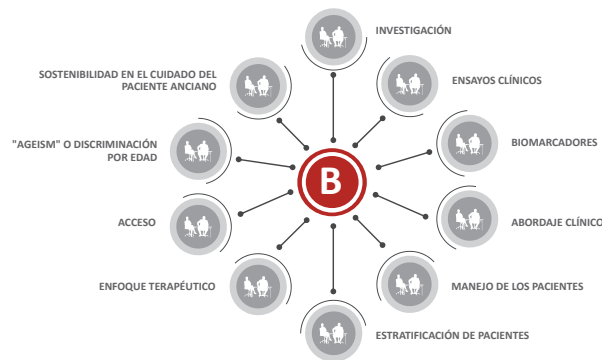 INVESTIGACIÓN
SOSTENIBILIDAD EN EL CUIDADO DEL
PACIENTE ANCIANO
ENSAYOS CLÍNICOS
"AGEISM" O DISCRIMINACIÓN
POR EDAD
BIOMARCADORES
B
ACCESO
ABORDAJE CLÍNICO
ENFOQUE TERAPÉUTICO
MANEJO DE LOS PACIENTES
ESTRATIFICACIÓN DE PACIENTES